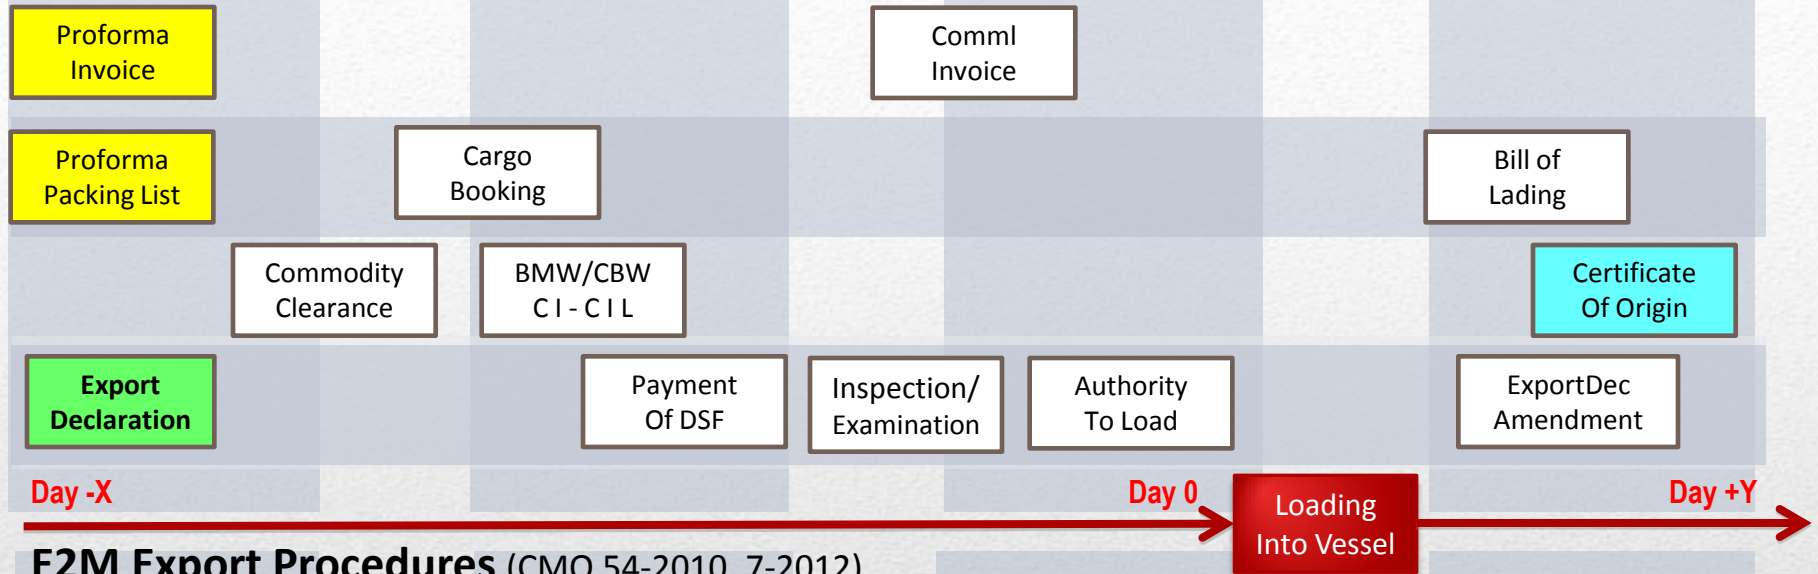 Proforma
Invoice
Comml
Invoice
Proforma
Packing List
Cargo
Booking
Bill of
Lading
Commodity
Clearance
BMW/CBW
C I - C I L
Certificate
Of Origin
Export
Declaration
Payment
Of DSF
Inspection/
Examination
Authority
To Load
ExportDec
Amendment
Day -X
Day 0
Loading
Into Vessel
Day +Y
E2M Export Procedures (CMO 54-2010, 7-2012)